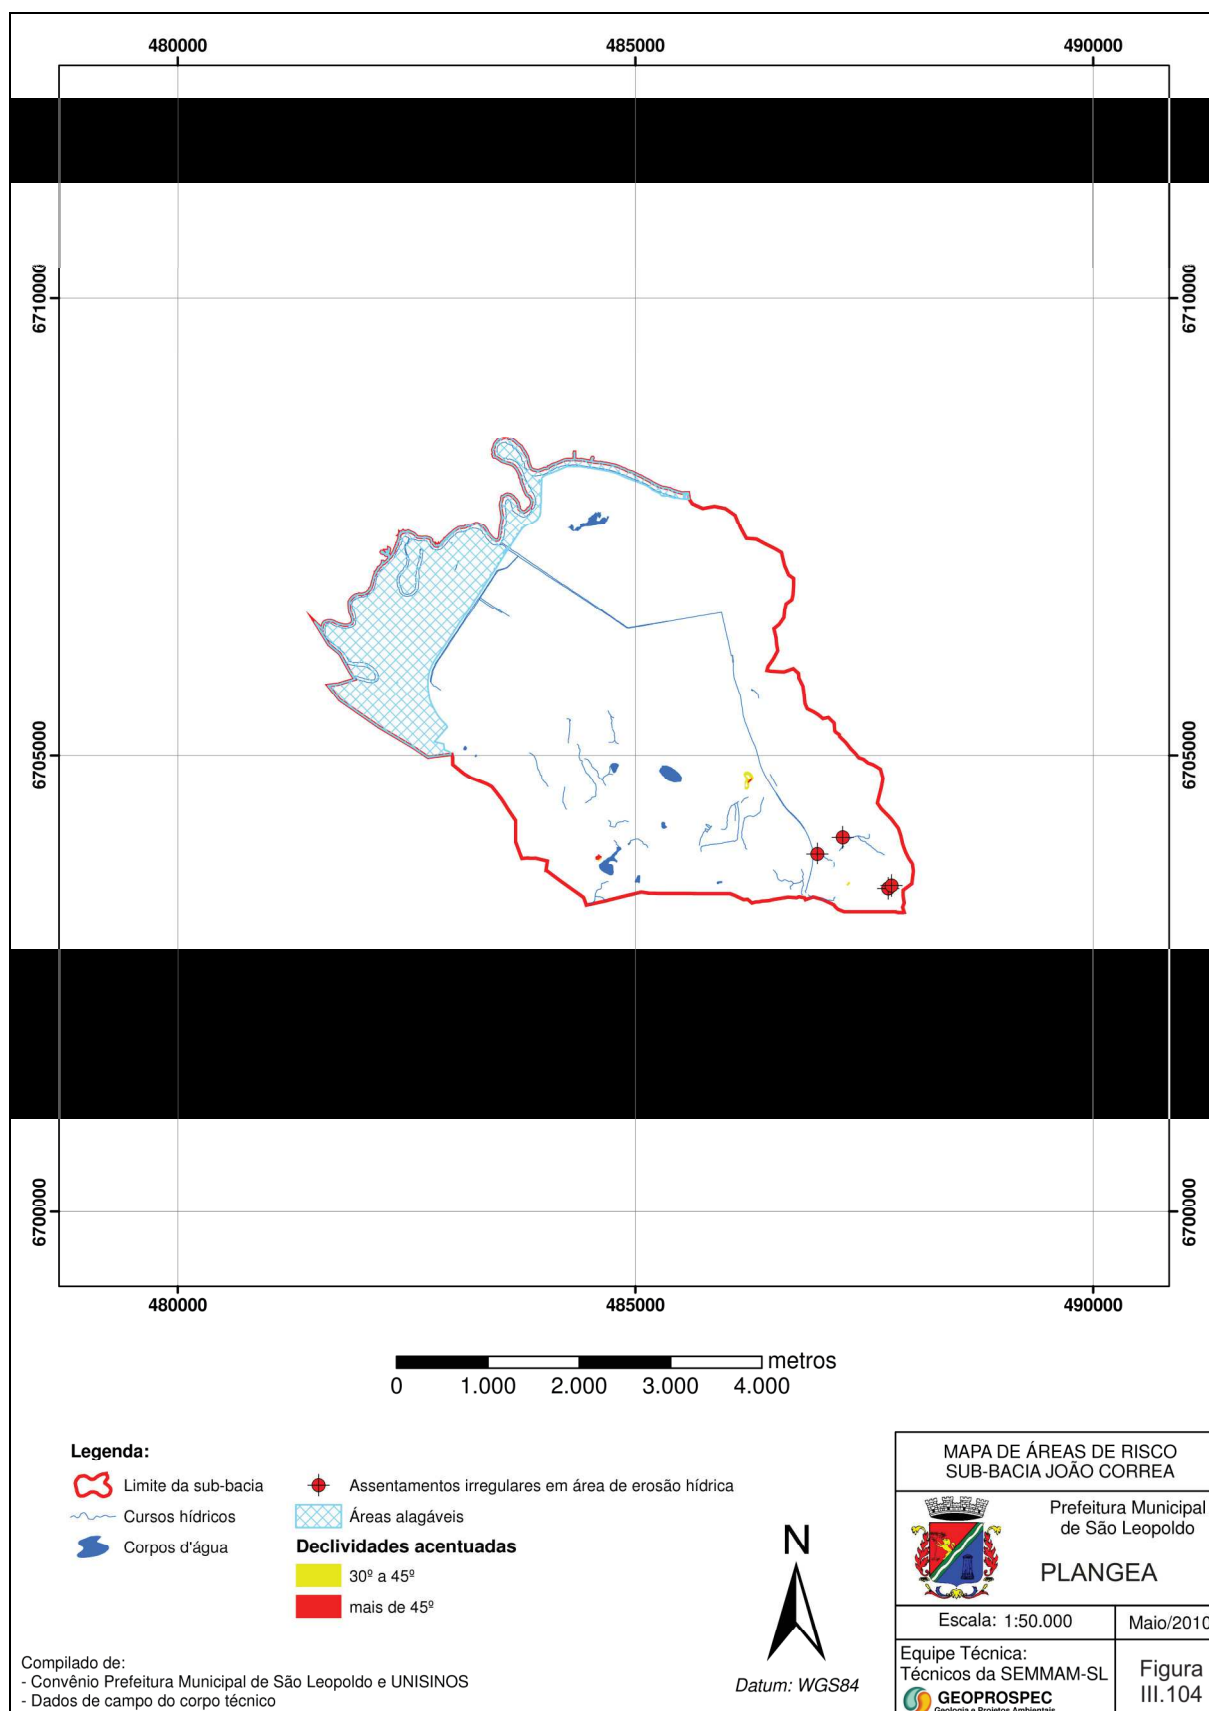 480000
485000
490000
6710000
6710000
6705000
6705000
6700000
6700000
480000
485000
490000
metros
0
1.000
2.000
3.000
4.000
Legenda:
Limite da sub-bacia
Cursos hídricos
Corpos d'água
Assentamentos irregulares em área de erosão hídrica
Áreas alagáveis
Declividades acentuadas
30º a 45º
mais de 45º
N
Datum: WGS84
Compilado de:
- Convênio Prefeitura Municipal de São Leopoldo e UNISINOS
- Dados de campo do corpo técnico
MAPA DE ÁREAS DE RISCO
SUB-BACIA JOÃO CORREA
Prefeitura Municipal
de São Leopoldo
PLANGEA
Escala: 1:50.000
Maio/2010
Equipe Técnica:
Técnicos da SEMMAM-SL
GEOPROSPEC
Geologia e Projetos Ambientais
Figura
III.104